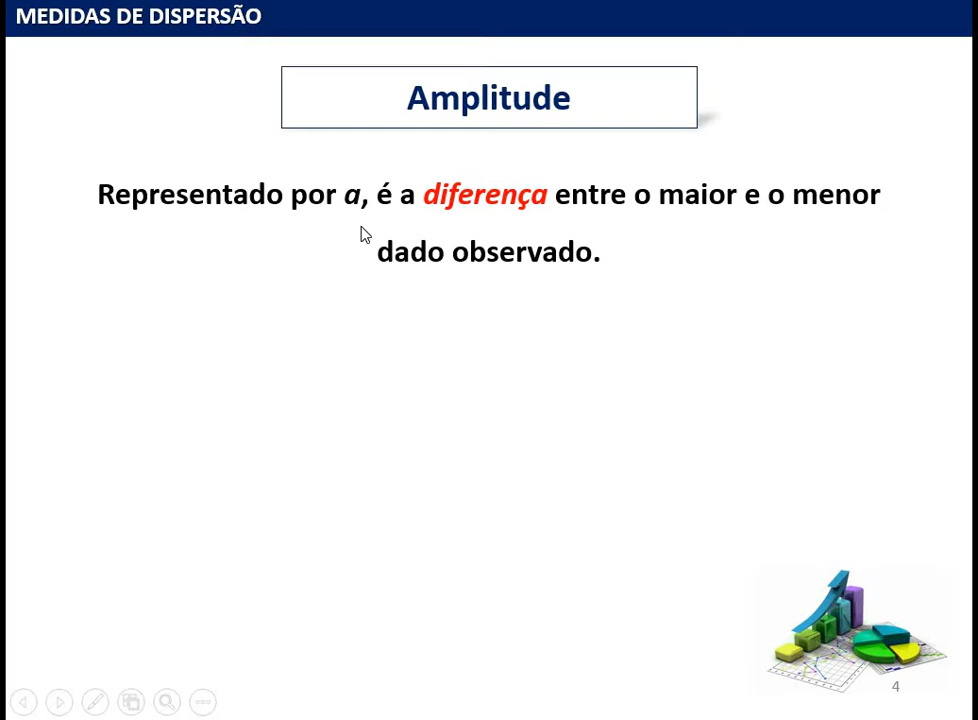 MEDIDAS DE DISPERSÃO
Amplitude
Representado por a, é a diferença entre o maior e o menor
dado observado.
4